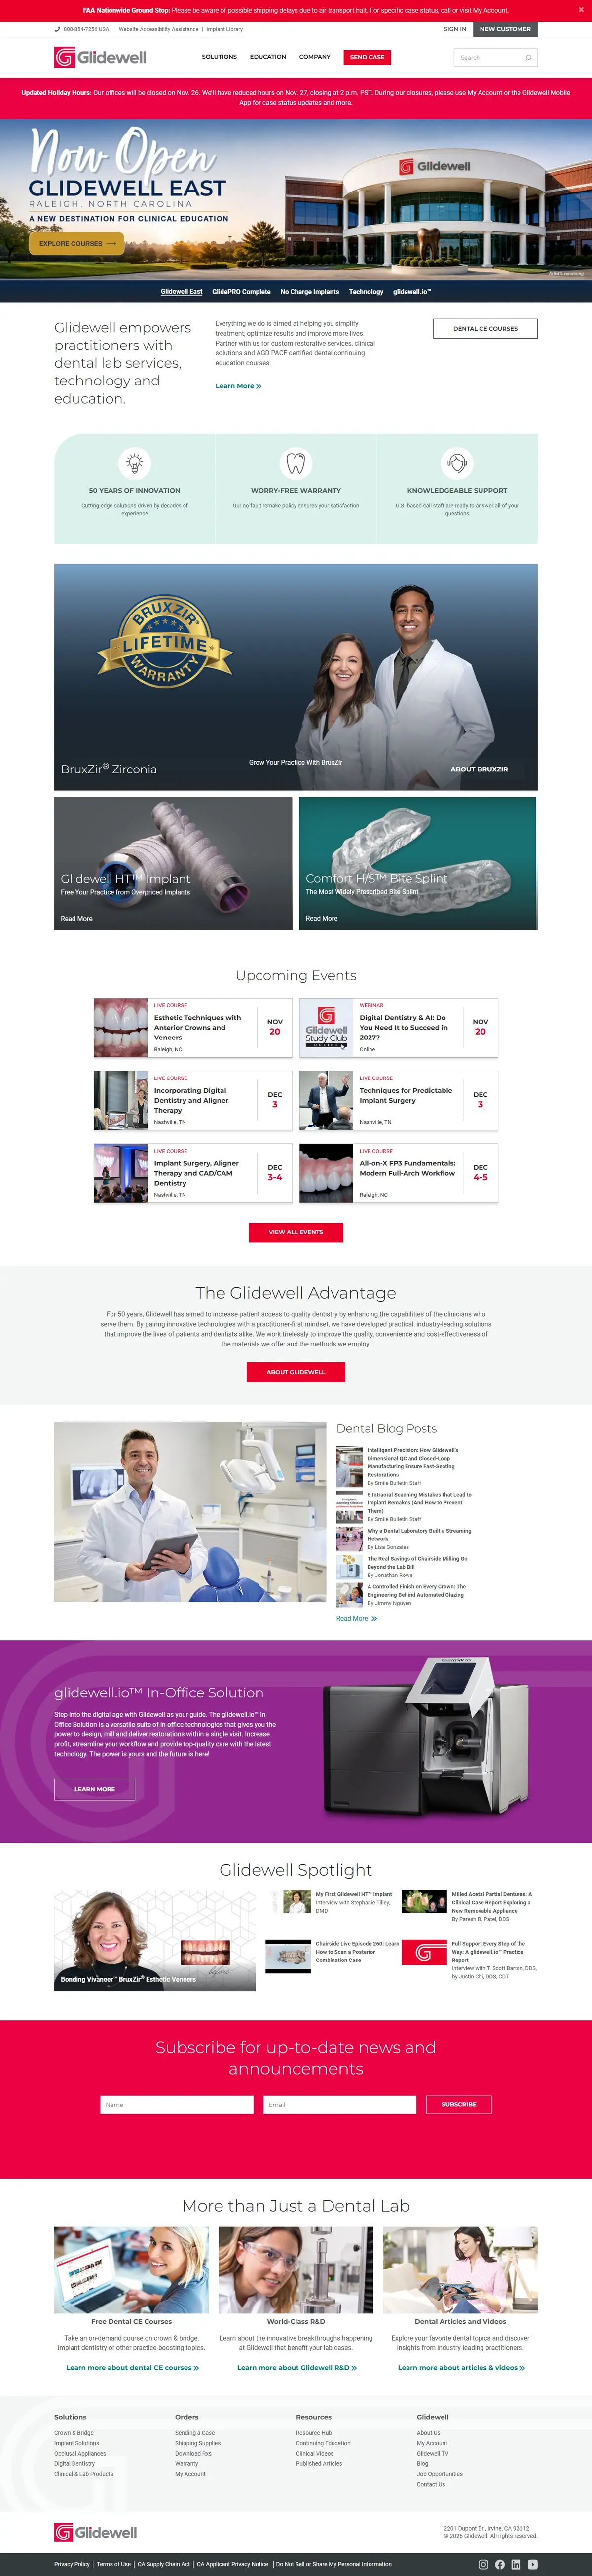 FAA Nationwide Ground Stop: Please be aware of possible shipping delays due to air transport halt. For specific case status, call or visit My Account.
800-854-7256 USA
Website Accessibility Assistance | Implant Library
SIGN IN
NEW CUSTOMER
Glidewell
SOLUTIONS
EDUCATION
COMPANY
SEND CASE
Search
Updated Holiday Hours: Our offices will be closed on Nov. 26. We'll have reduced hours on Nov. 27, closing at 2 p.m. PST. During our closures, please use My Account or the Glidewell Mobile
App for case status updates and more.
Now Open
GLIDEWELL EAST
RALEIGH, NORTH CAROLINA
A NEW DESTINATION FOR CLINICAL EDUCATION
EXPLORE COURSES
Glidewell
Artist's rendering
Glidewell East
GlidePRO Complete
No Charge Implants
Technology
glidewell.io™
Glidewell empowers
practitioners with
dental lab services,
technology and
education.
Everything we do is aimed at helping you simplify
treatment, optimize results and improve more lives.
Partner with us for custom restorative services, clinical
solutions and AGD PACE certified dental continuing
education courses.
Learn More »
DENTAL CE COURSES
50 YEARS OF INNOVATION
Cutting-edge solutions driven by decades of
experience
WORRY-FREE WARRANTY
Our no-fault remake policy ensures your satisfaction
KNOWLEDGEABLE SUPPORT
U.S.-based call staff are ready to answer all of your
questions
BRUXZIR
LIFETIME
WARRANTY
BruxZir® Zirconia
Grow Your Practice With BruxZir
ABOUT BRUXZIR
Glidewell HT™ Implant
Free Your Practice from Overpriced Implants
Read More
Comfort H/S™ Bite Splint
The Most Widely Prescribed Bite Splint
Read More
Upcoming Events
LIVE COURSE
Esthetic Techniques with
Anterior Crowns and
Veneers
Raleigh, NC
NOV
20
Glidewell
Study Club
ONLINE
WEBINAR
Digital Dentistry & AI: Do
You Need It to Succeed in
2027?
Online
NOV
20
LIVE COURSE
Incorporating Digital
Dentistry and Aligner
Therapy
Nashville, TN
DEC
3
LIVE COURSE
Techniques for Predictable
Implant Surgery
Nashville, TN
DEC
3
LIVE COURSE
Implant Surgery, Aligner
Therapy and CAD/CAM
Dentistry
Nashville, TN
DEC
3-4
LIVE COURSE
All-on-X FP3 Fundamentals:
Modern Full-Arch Workflow
Raleigh, NC
DEC
4-5
VIEW ALL EVENTS
The Glidewell Advantage
For 50 years, Glidewell has aimed to increase patient access to quality dentistry by enhancing the capabilities of the clinicians who
serve them. By pairing innovative technologies with a practitioner-first mindset, we have developed practical, industry-leading solutions
that improve the lives of patients and dentists alike. We work tirelessly to improve the quality, convenience and cost-effectiveness of
the materials we offer and the methods we employ.
ABOUT GLIDEWELL
Dental Blog Posts
Intelligent Precision: How Glidewell's
Dimensional QC and Closed-Loop
Manufacturing Ensure Fast-Seating
Restorations
By Smile Bulletin Staff
5 Intraoral Scanning Mistakes that Lead to
Implant Remakes (And How to Prevent
Them)
By Smile Bulletin Staff
Why a Dental Laboratory Built a Streaming
Network
By Lisa Gonzales
The Real Savings of Chairside Milling Go
Beyond the Lab Bill
By Jonathan Rowe
A Controlled Finish on Every Crown: The
Engineering Behind Automated Glazing
By Jimmy Nguyen
Read More »
glidewell.io™ In-Office Solution
Step into the digital age with Glidewell as your guide. The glidewell.io™ In-
Office Solution is a versatile suite of in-office technologies that gives you the
power to design, mill and deliver restorations within a single visit. Increase
profit, streamline your workflow and provide top-quality care with the latest
technology. The power is yours and the future is here!
LEARN MORE
Glidewell Spotlight
Bonding Vivaneer™ BruxZir® Esthetic Veneers
My First Glidewell HT™ Implant
Interview with Stephanie Tilley,
DMD
Milled Acetal Partial Dentures: A
Clinical Case Report Exploring a
New Removable Appliance
By Paresh B. Patel, DDS
Chairside Live Episode 260: Learn
How to Scan a Posterior
Combination Case
Full Support Every Step of the
Way: A glidewell.io™ Practice
Report
Interview with T. Scott Barton, DDS,
by Justin Chi, DDS, CDT
Subscribe for up-to-date news and
announcements
Name
Email
SUBSCRIBE
More than Just a Dental Lab
Free Dental CE Courses
Take an on-demand course on crown & bridge,
implant dentistry or other practice-boosting topics.
Learn more about dental CE courses »
World-Class R&D
Learn about the innovative breakthroughs happening
at Glidewell that benefit your lab cases.
Learn more about Glidewell R&D »
Dental Articles and Videos
Explore your favorite dental topics and discover
insights from industry-leading practitioners.
Learn more about articles & videos »
Solutions
Crown & Bridge
Implant Solutions
Occlusal Appliances
Digital Dentistry
Clinical & Lab Products
Orders
Sending a Case
Shipping Supplies
Download Rxs
Warranty
My Account
Resources
Resource Hub
Continuing Education
Clinical Videos
Published Articles
Glidewell
About Us
My Account
Glidewell TV
Blog
Job Opportunities
Contact Us
Glidewell
2201 Dupont Dr., Irvine, CA 92612
© 2026 Glidewell. All rights reserved.
Privacy Policy | Terms of Use | CA Supply Chain Act | CA Applicant Privacy Notice | Do Not Sell or Share My Personal Information